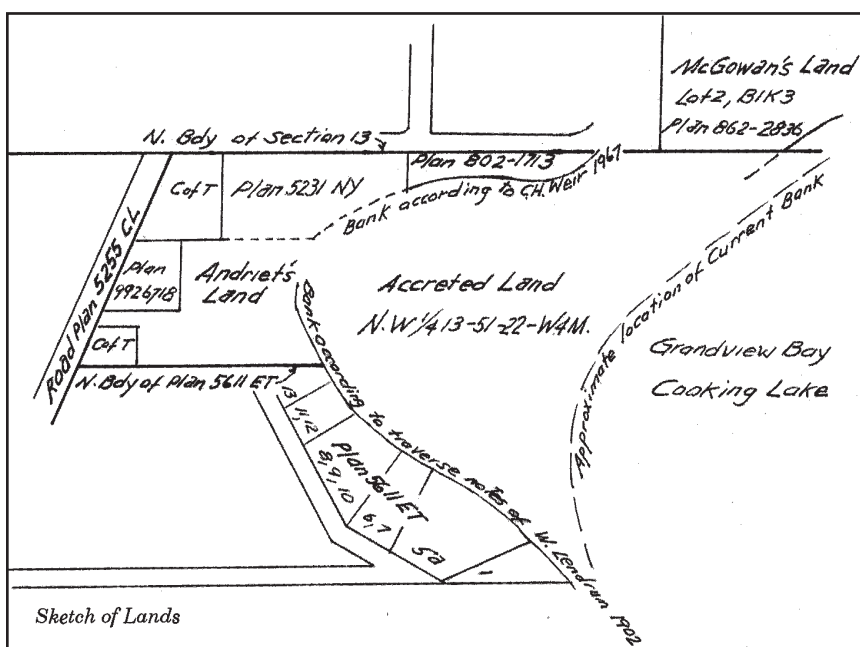 McGowan's Land
Lot 2, Blk 3
Plan 862-2836
N. Bdy of Section 13
Plan 802-1713
C of T
Plan 5231 NY
Bank according to C.H. Weir 1967
Road Plan 5255 CL
Plan
9926718
Andriet's
Land
Accreted Land
N.W ¼ 13-51-22-W4M.
Approximate location of Current Bank
Grandview Bay
Cooking Lake
C of T
N. Bdy of Plan 5611 ET
Bank according to traverse notes of W. Lendrum 1902
13
11, 12
Plan 5611 ET
8, 9, 10
6, 7
5a
1
Sketch of Lands